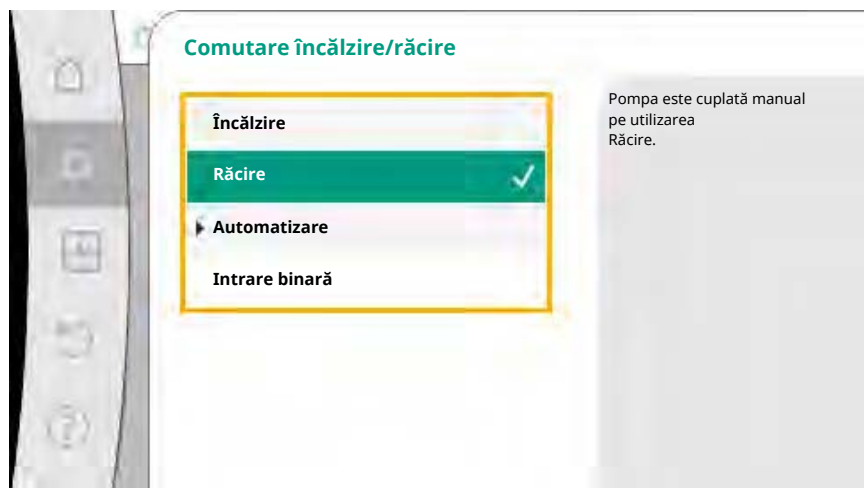 Comutare încălzire/răcire
Încălzire
Răcire
Automatizare
Intrare binară
Pompa este cuplată manual
pe utilizarea
Răcire.